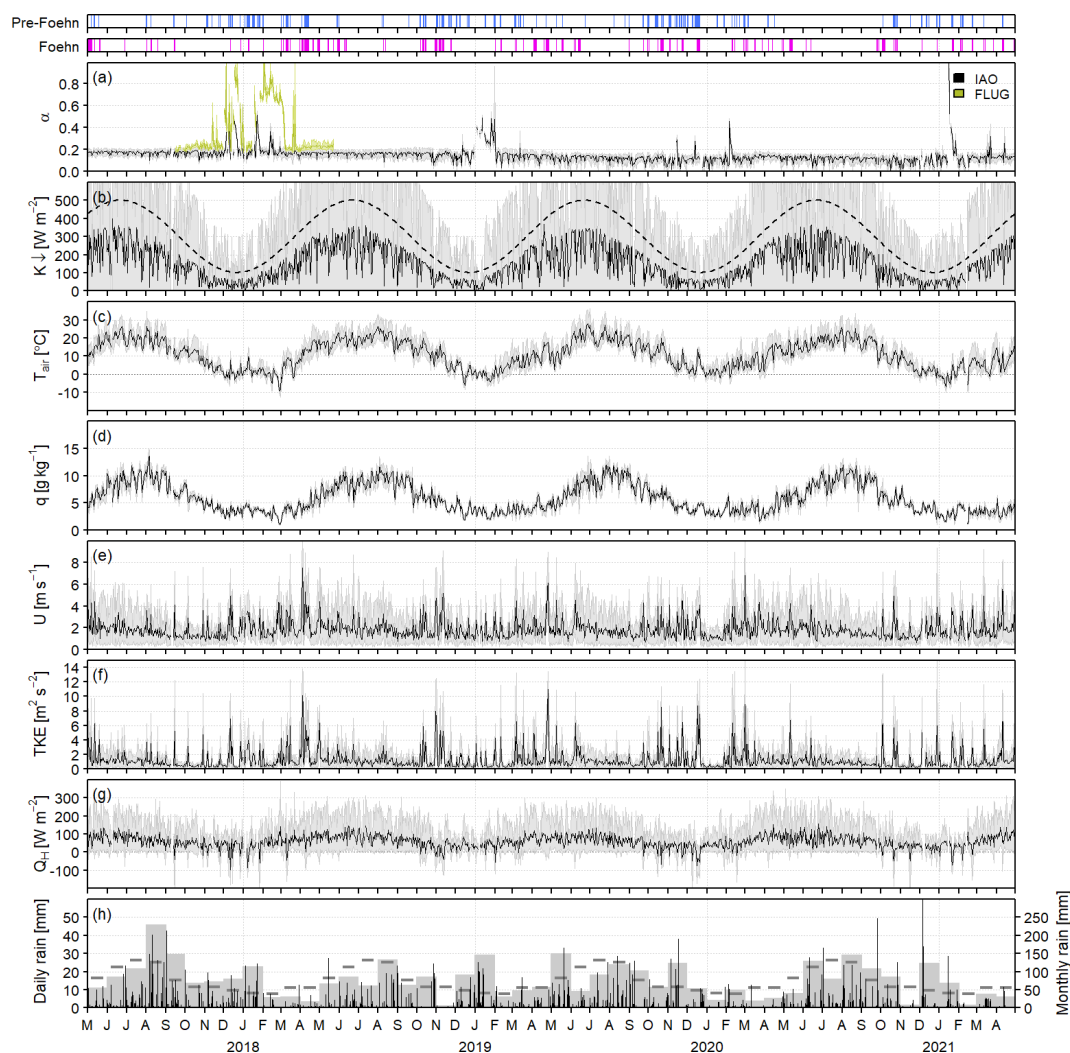 Pre-Foehn
Foehn
(a)
α
0.8
0.6
0.4
0.2
0.0
IAO
FLUG
(b)
K↓ [W m⁻²]
500
400
300
200
100
0
(c)
T air [°C]
30
20
10
0
-10
(d)
q [g kg⁻¹]
15
10
5
0
(e)
U [m s⁻¹]
8
6
4
2
0
(f)
TKE [m² s⁻²]
14
12
10
8
6
4
2
0
(g)
Q H [W m⁻²]
300
200
100
0
-100
(h)
Daily rain [mm]
50
40
30
20
10
0
Monthly rain [mm]
250
200
150
100
50
0
M J J A S O N D J F M A M J J A S O N D J F M A M J J A S O N D J F M A M J J A S O N D J F M A
2018 2019 2020 2021